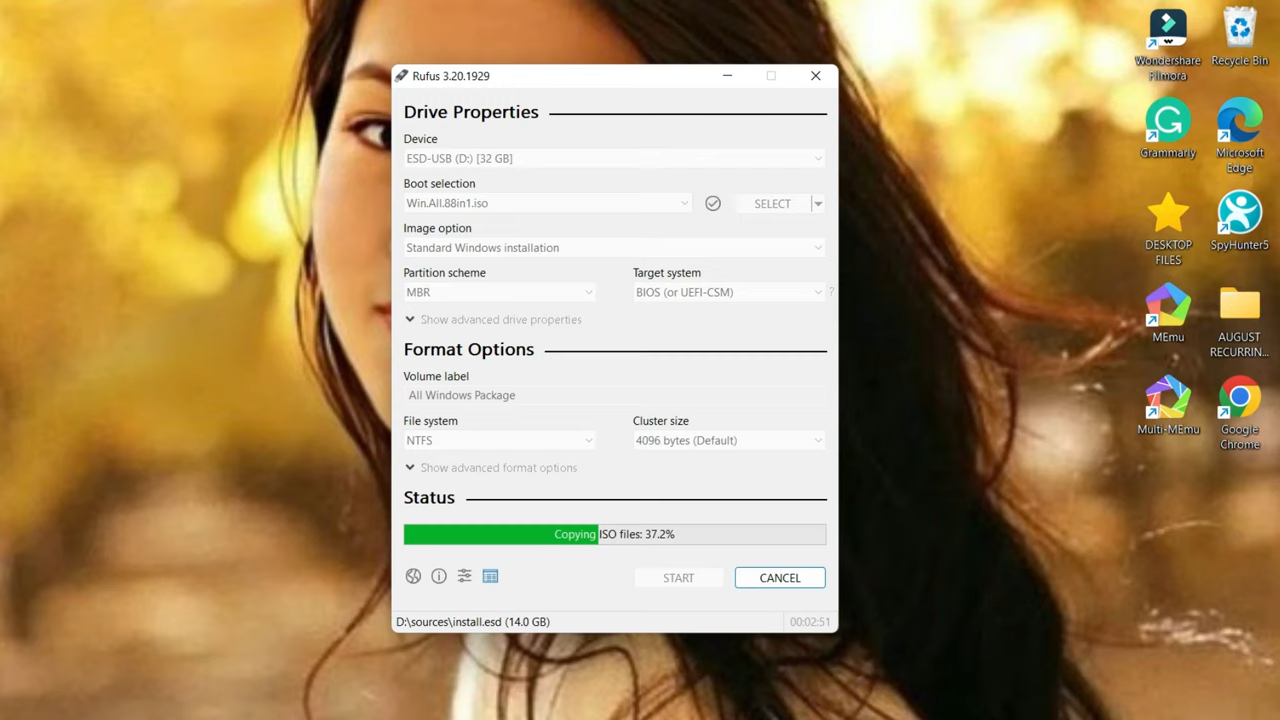 Rufus 3.20.1929
Drive Properties
Device
ESD-USB (D:) [32 GB]
Boot selection
Win.All.88in1.iso
SELECT
Image option
Standard Windows installation
Partition scheme
Target system
MBR
BIOS (or UEFI-CSM)
?
Show advanced drive properties
Format Options
Volume label
All Windows Package
File system
Cluster size
NTFS
4096 bytes (Default)
Show advanced format options
Status
Copying ISO files: 37.2%
START
CANCEL
D:\sources\install.esd (14.0 GB)
00:02:51
Wondershare
Filmora
Recycle Bin
Grammarly
Microsoft
Edge
DESKTOP
FILES
SpyHunter5
MEmu
AUGUST
RECURRIN...
Multi-MEmu
Google
Chrome